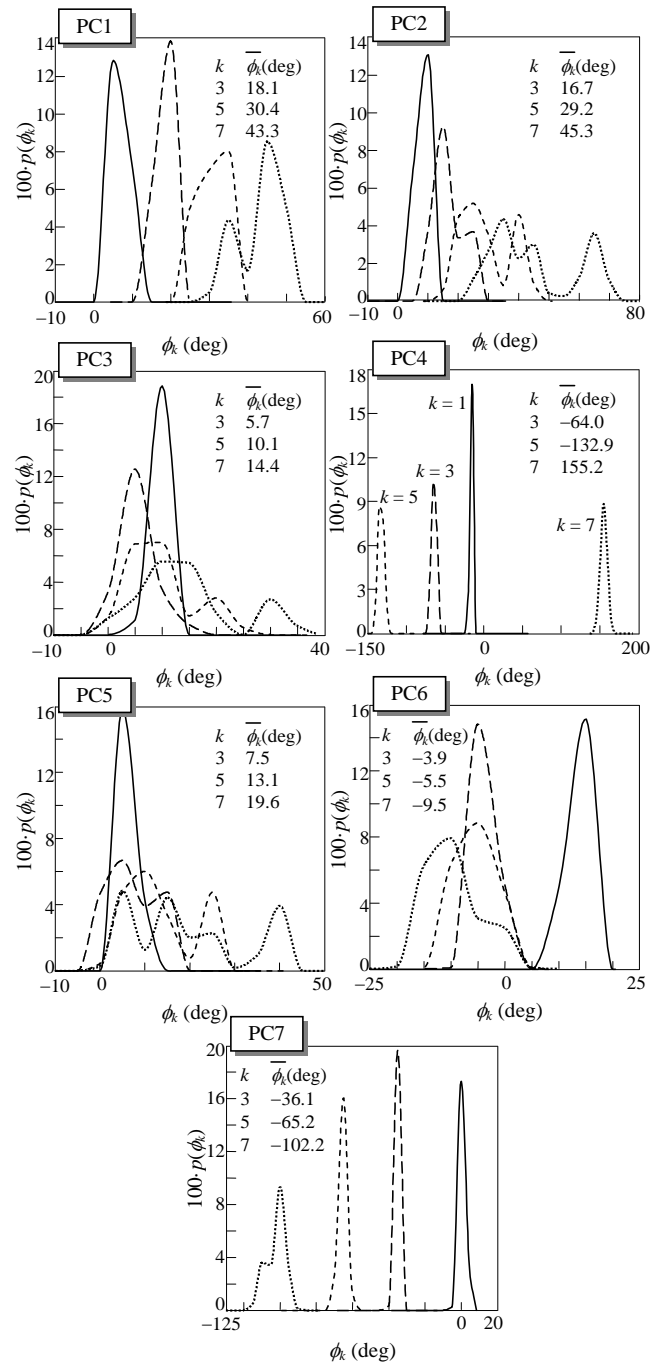 PC1
14
12
10
8
6
4
2
0
100·p(ϕk)
k ϕk(deg)
3 18.1
5 30.4
7 43.3
−10 0 60
ϕk (deg)
PC2
14
12
10
8
6
4
2
0
100·p(ϕk)
k ϕk(deg)
3 16.7
5 29.2
7 45.3
−10 0 80
ϕk (deg)
PC3
20
16
12
8
4
0
100·p(ϕk)
k ϕk(deg)
3 5.7
5 10.1
7 14.4
−10 0 40
ϕk (deg)
PC4
18
15
12
9
6
3
0
100·p(ϕk)
k ϕk(deg)
3 −64.0
5 −132.9
7 155.2
k = 1
k = 3
k = 5
k = 7
−150 0 200
ϕk (deg)
PC5
16
12
8
4
0
100·p(ϕk)
k ϕk(deg)
3 7.5
5 13.1
7 19.6
−10 0 50
ϕk (deg)
PC6
16
12
8
4
0
100·p(ϕk)
k ϕk(deg)
3 −3.9
5 −5.5
7 −9.5
−25 0 25
ϕk (deg)
PC7
20
16
12
8
4
0
100·p(ϕk)
k ϕk(deg)
3 −36.1
5 −65.2
7 −102.2
−125 0 20
ϕk (deg)